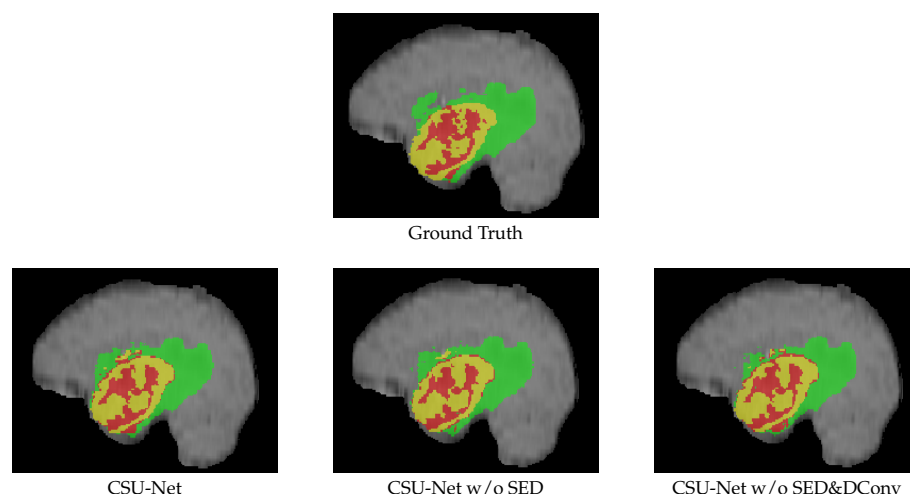 Ground Truth
CSU-Net
CSU-Net w/o SED
CSU-Net w/o SED&DConv